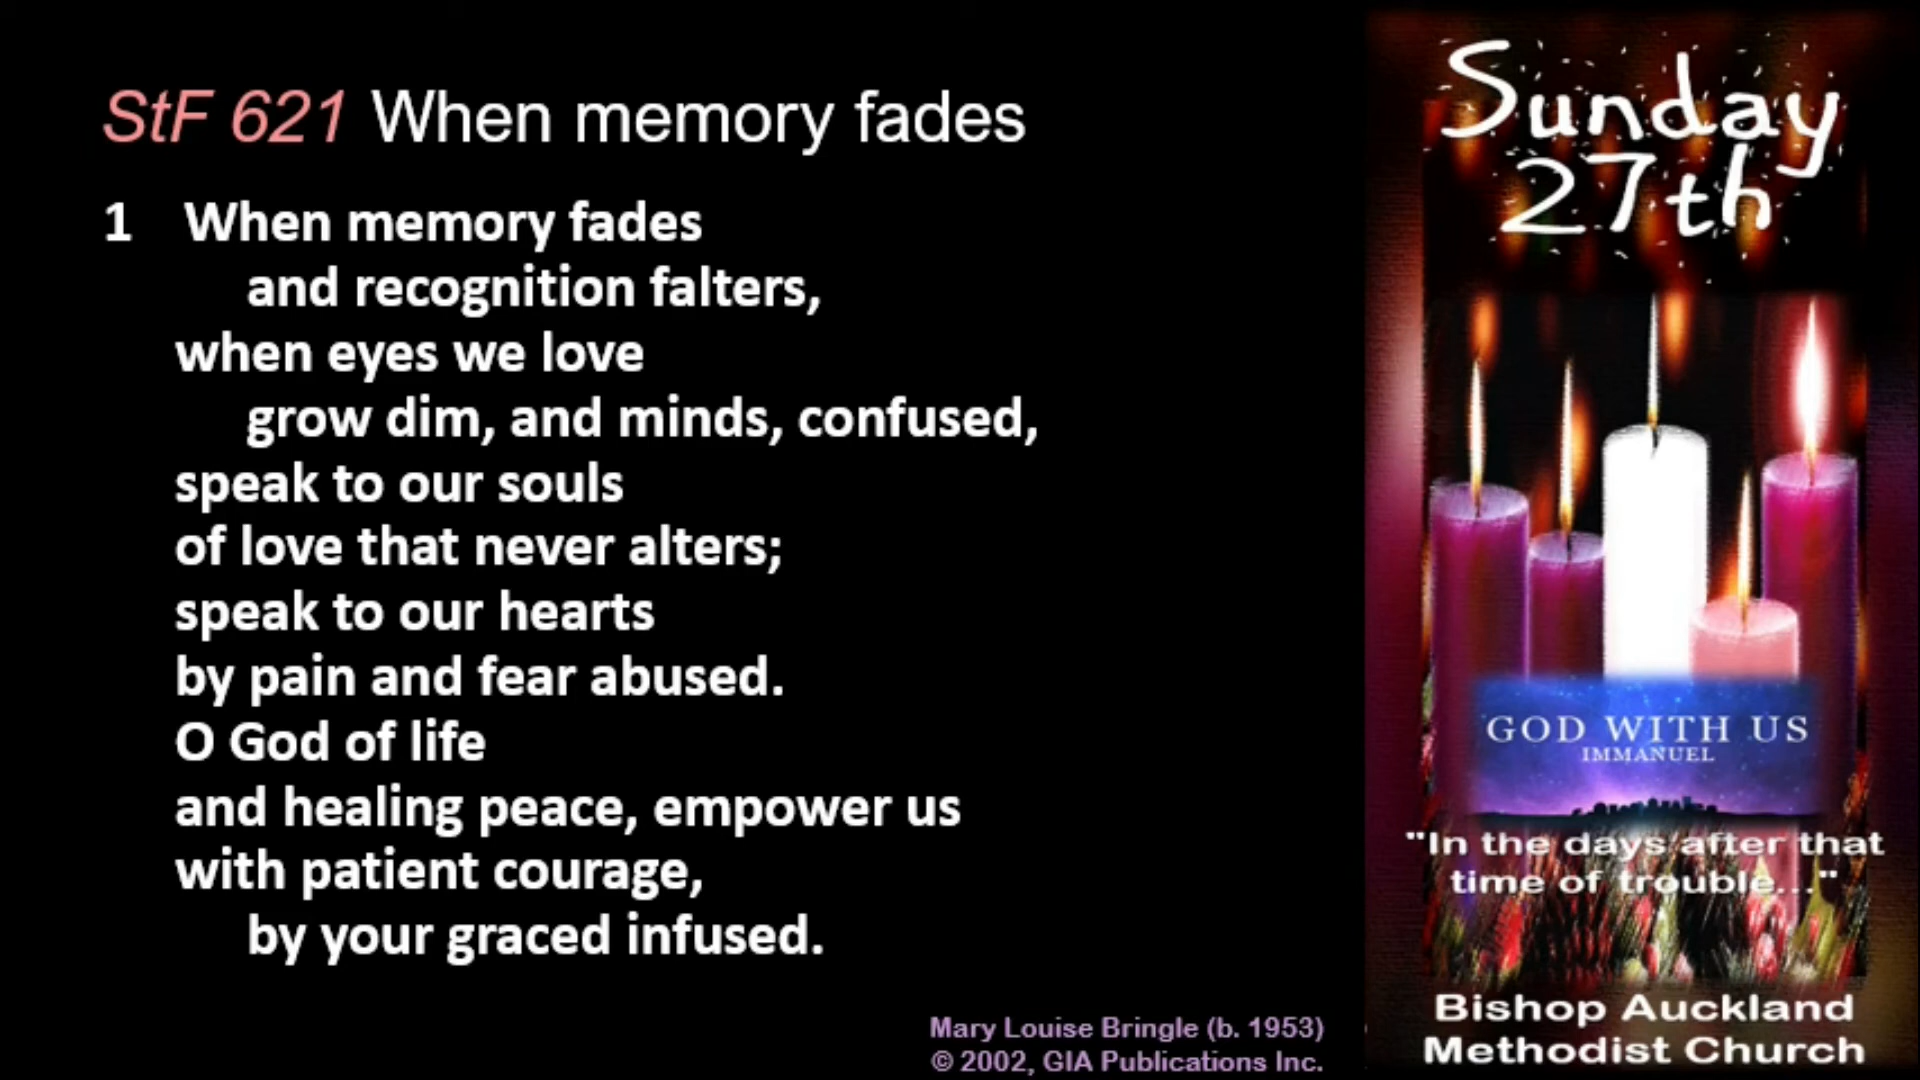 StF 621 When memory fades
1 When memory fades
and recognition falters,
when eyes we love
grow dim, and minds, confused,
speak to our souls
of love that never alters;
speak to our hearts
by pain and fear abused.
O God of life
and healing peace, empower us
with patient courage,
by your graced infused.
Mary Louise Bringle (b. 1953)
© 2002, GIA Publications Inc.
Sunday
27th
GOD WITH US
IMMANUEL
"In the days after that
time of trouble..."
Bishop Auckland
Methodist Church